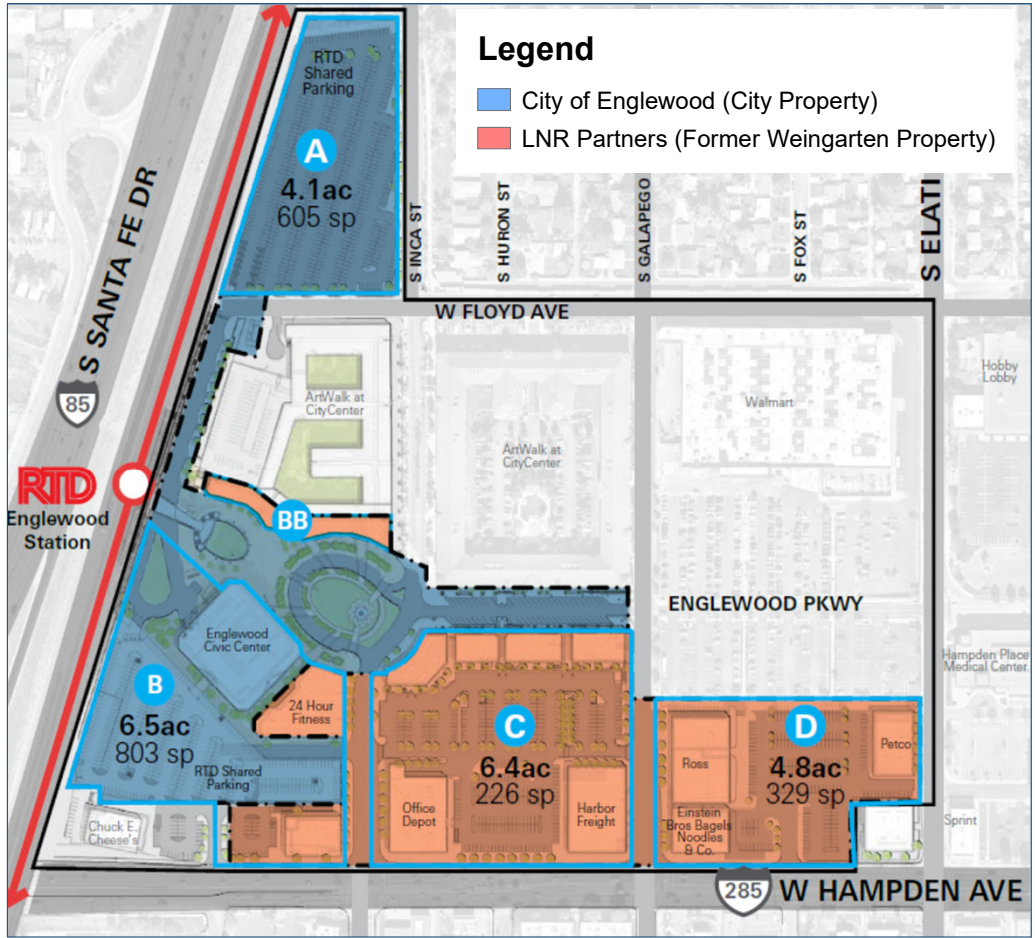 Legend
City of Englewood (City Property)
LNR Partners (Former Weingarten Property)
RTD
Shared
Parking
A
4.1ac
605 sp
S SANTA FE DR
S INCA ST
S HURON ST
S GALAPEGO
S FOX ST
S ELATI
W FLOYD AVE
85
ArtWalk at
CityCenter
ArtWalk at
CityCenter
Walmart
Hobby
Lobby
RTD
Englewood
Station
BB
ENGLEWOOD PKWY
Englewood
Civic Center
Hampden Place
Medical Center
B
6.5ac
803 sp
24 Hour
Fitness
RTD Shared
Parking
C
6.4ac
226 sp
D
4.8ac
329 sp
Ross
Petco
Office
Depot
Harbor
Freight
Einstein
Bros Bagels
Noodles
& Co.
Chuck E.
Cheese's
Sprint
285
W HAMPDEN AVE